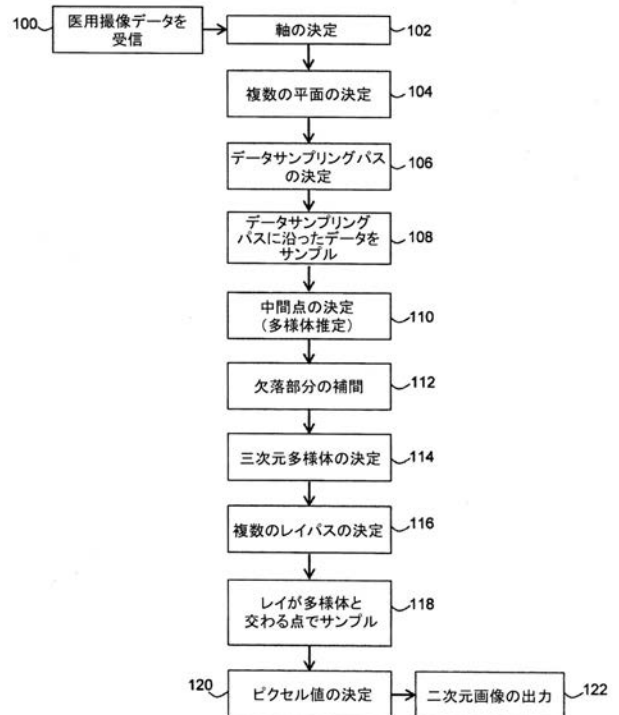 100
医用撮像データを
受信
軸の決定
102
複数の平面の決定
104
データサンプリングパス
の決定
106
データサンプリング
パスに沿ったデータを
サンプル
108
中間点の決定
(多様体推定)
110
欠落部分の補間
112
三次元多様体の決定
114
複数のレイパスの決定
116
レイが多様体と
交わる点でサンプル
118
120
ピクセル値の決定
二次元画像の出力
122